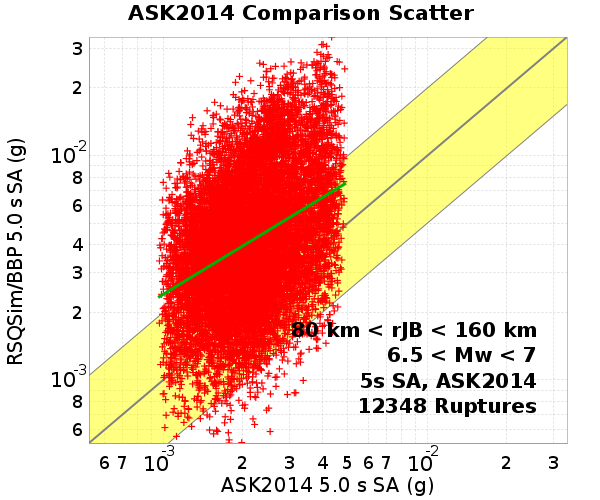 ASK2014 Comparison Scatter
RSQSim/BBP 5.0 s SA (g)
3
2
10-2
8
6
4
3
2
10-3
8
6
80 km < rJB < 160 km
6.5 < Mw < 7
5s SA, ASK2014
12348 Ruptures
6 7 10-3 2 3 4 5 6 7 10-2 2 3
ASK2014 5.0 s SA (g)